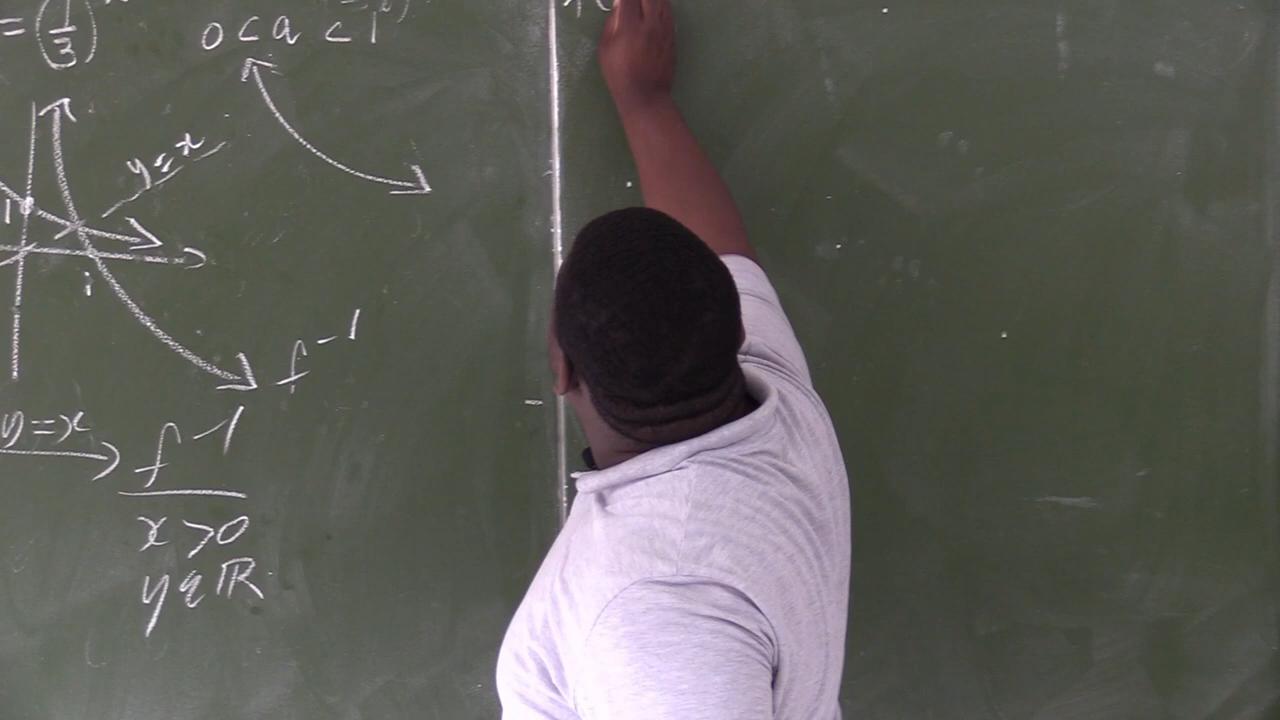 = (1/3)
0 < a < 1
y = x
1
1
f⁻¹
y = x
f⁻¹
x > 0
y ∈ ℝ